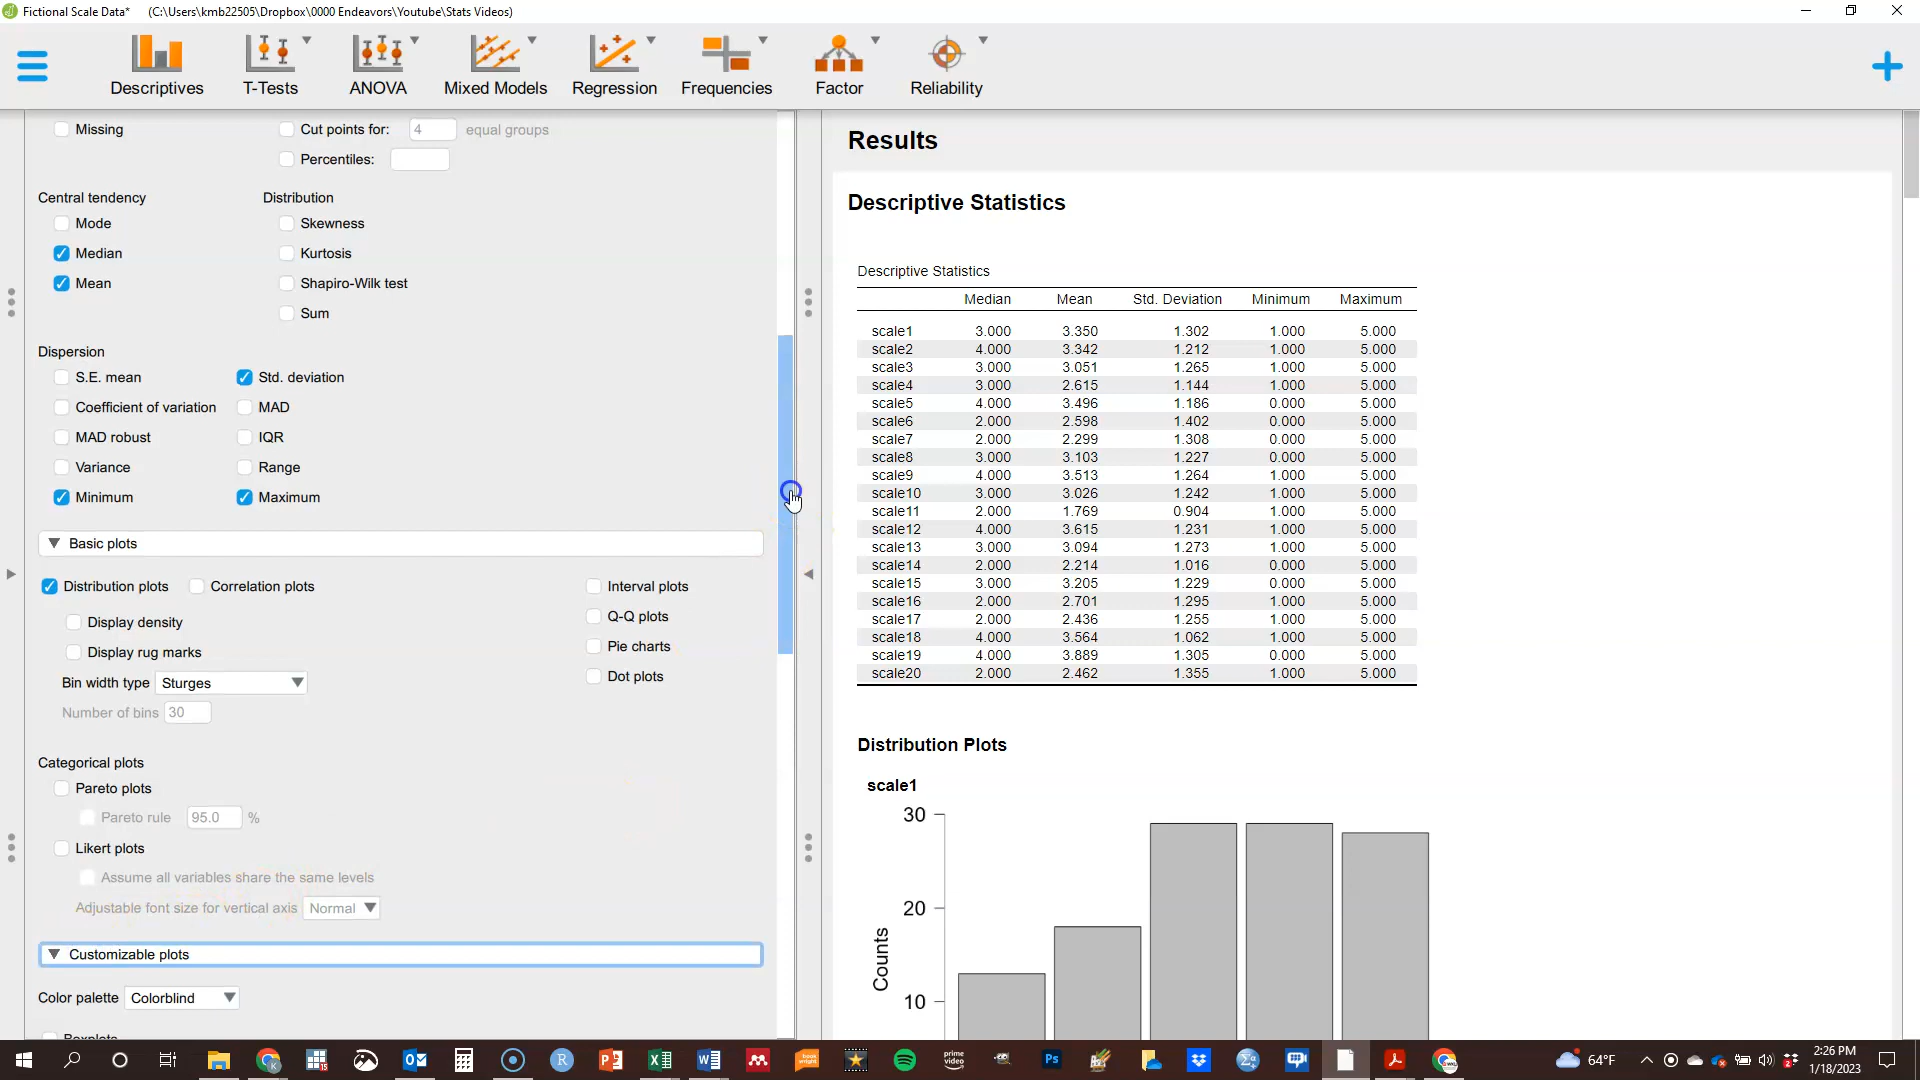 Fictional Scale Data* (C:\Users\kmb22505\Dropbox\0000 Endeavors\Youtube\Stats Videos)
Descriptives T-Tests ANOVA Mixed Models Regression Frequencies Factor Reliability
Missing Cut points for: 4 equal groups
Percentiles:
Central tendency Distribution
Mode Skewness
Median Kurtosis
Mean Shapiro-Wilk test
Sum
Dispersion
S.E. mean Std. deviation
Coefficient of variation MAD
MAD robust IQR
Variance Range
Minimum Maximum
Basic plots
Distribution plots Correlation plots Interval plots
Display density Q-Q plots
Display rug marks Pie charts
Bin width type Sturges Dot plots
Number of bins 30
Categorical plots
Pareto plots
Pareto rule 95.0 %
Likert plots
Assume all variables share the same levels
Adjustable font size for vertical axis Normal
Customizable plots
Color palette Colorblind
Boxplots
Results
Descriptive Statistics
Descriptive Statistics
Median Mean Std. Deviation Minimum Maximum
scale1 3.000 3.350 1.302 1.000 5.000
scale2 4.000 3.342 1.212 1.000 5.000
scale3 3.000 3.051 1.265 1.000 5.000
scale4 3.000 2.615 1.144 1.000 5.000
scale5 4.000 3.496 1.186 0.000 5.000
scale6 2.000 2.598 1.402 0.000 5.000
scale7 2.000 2.299 1.308 0.000 5.000
scale8 3.000 3.103 1.227 0.000 5.000
scale9 4.000 3.513 1.264 1.000 5.000
scale10 3.000 3.026 1.242 1.000 5.000
scale11 2.000 1.769 0.904 1.000 5.000
scale12 4.000 3.615 1.231 1.000 5.000
scale13 3.000 3.094 1.273 1.000 5.000
scale14 2.000 2.214 1.016 0.000 5.000
scale15 3.000 3.205 1.229 0.000 5.000
scale16 2.000 2.701 1.295 1.000 5.000
scale17 2.000 2.436 1.255 1.000 5.000
scale18 4.000 3.564 1.062 1.000 5.000
scale19 4.000 3.889 1.305 0.000 5.000
scale20 2.000 2.462 1.355 1.000 5.000
Distribution Plots
scale1
30
20
10
Counts
64°F
2:26 PM
1/18/2023